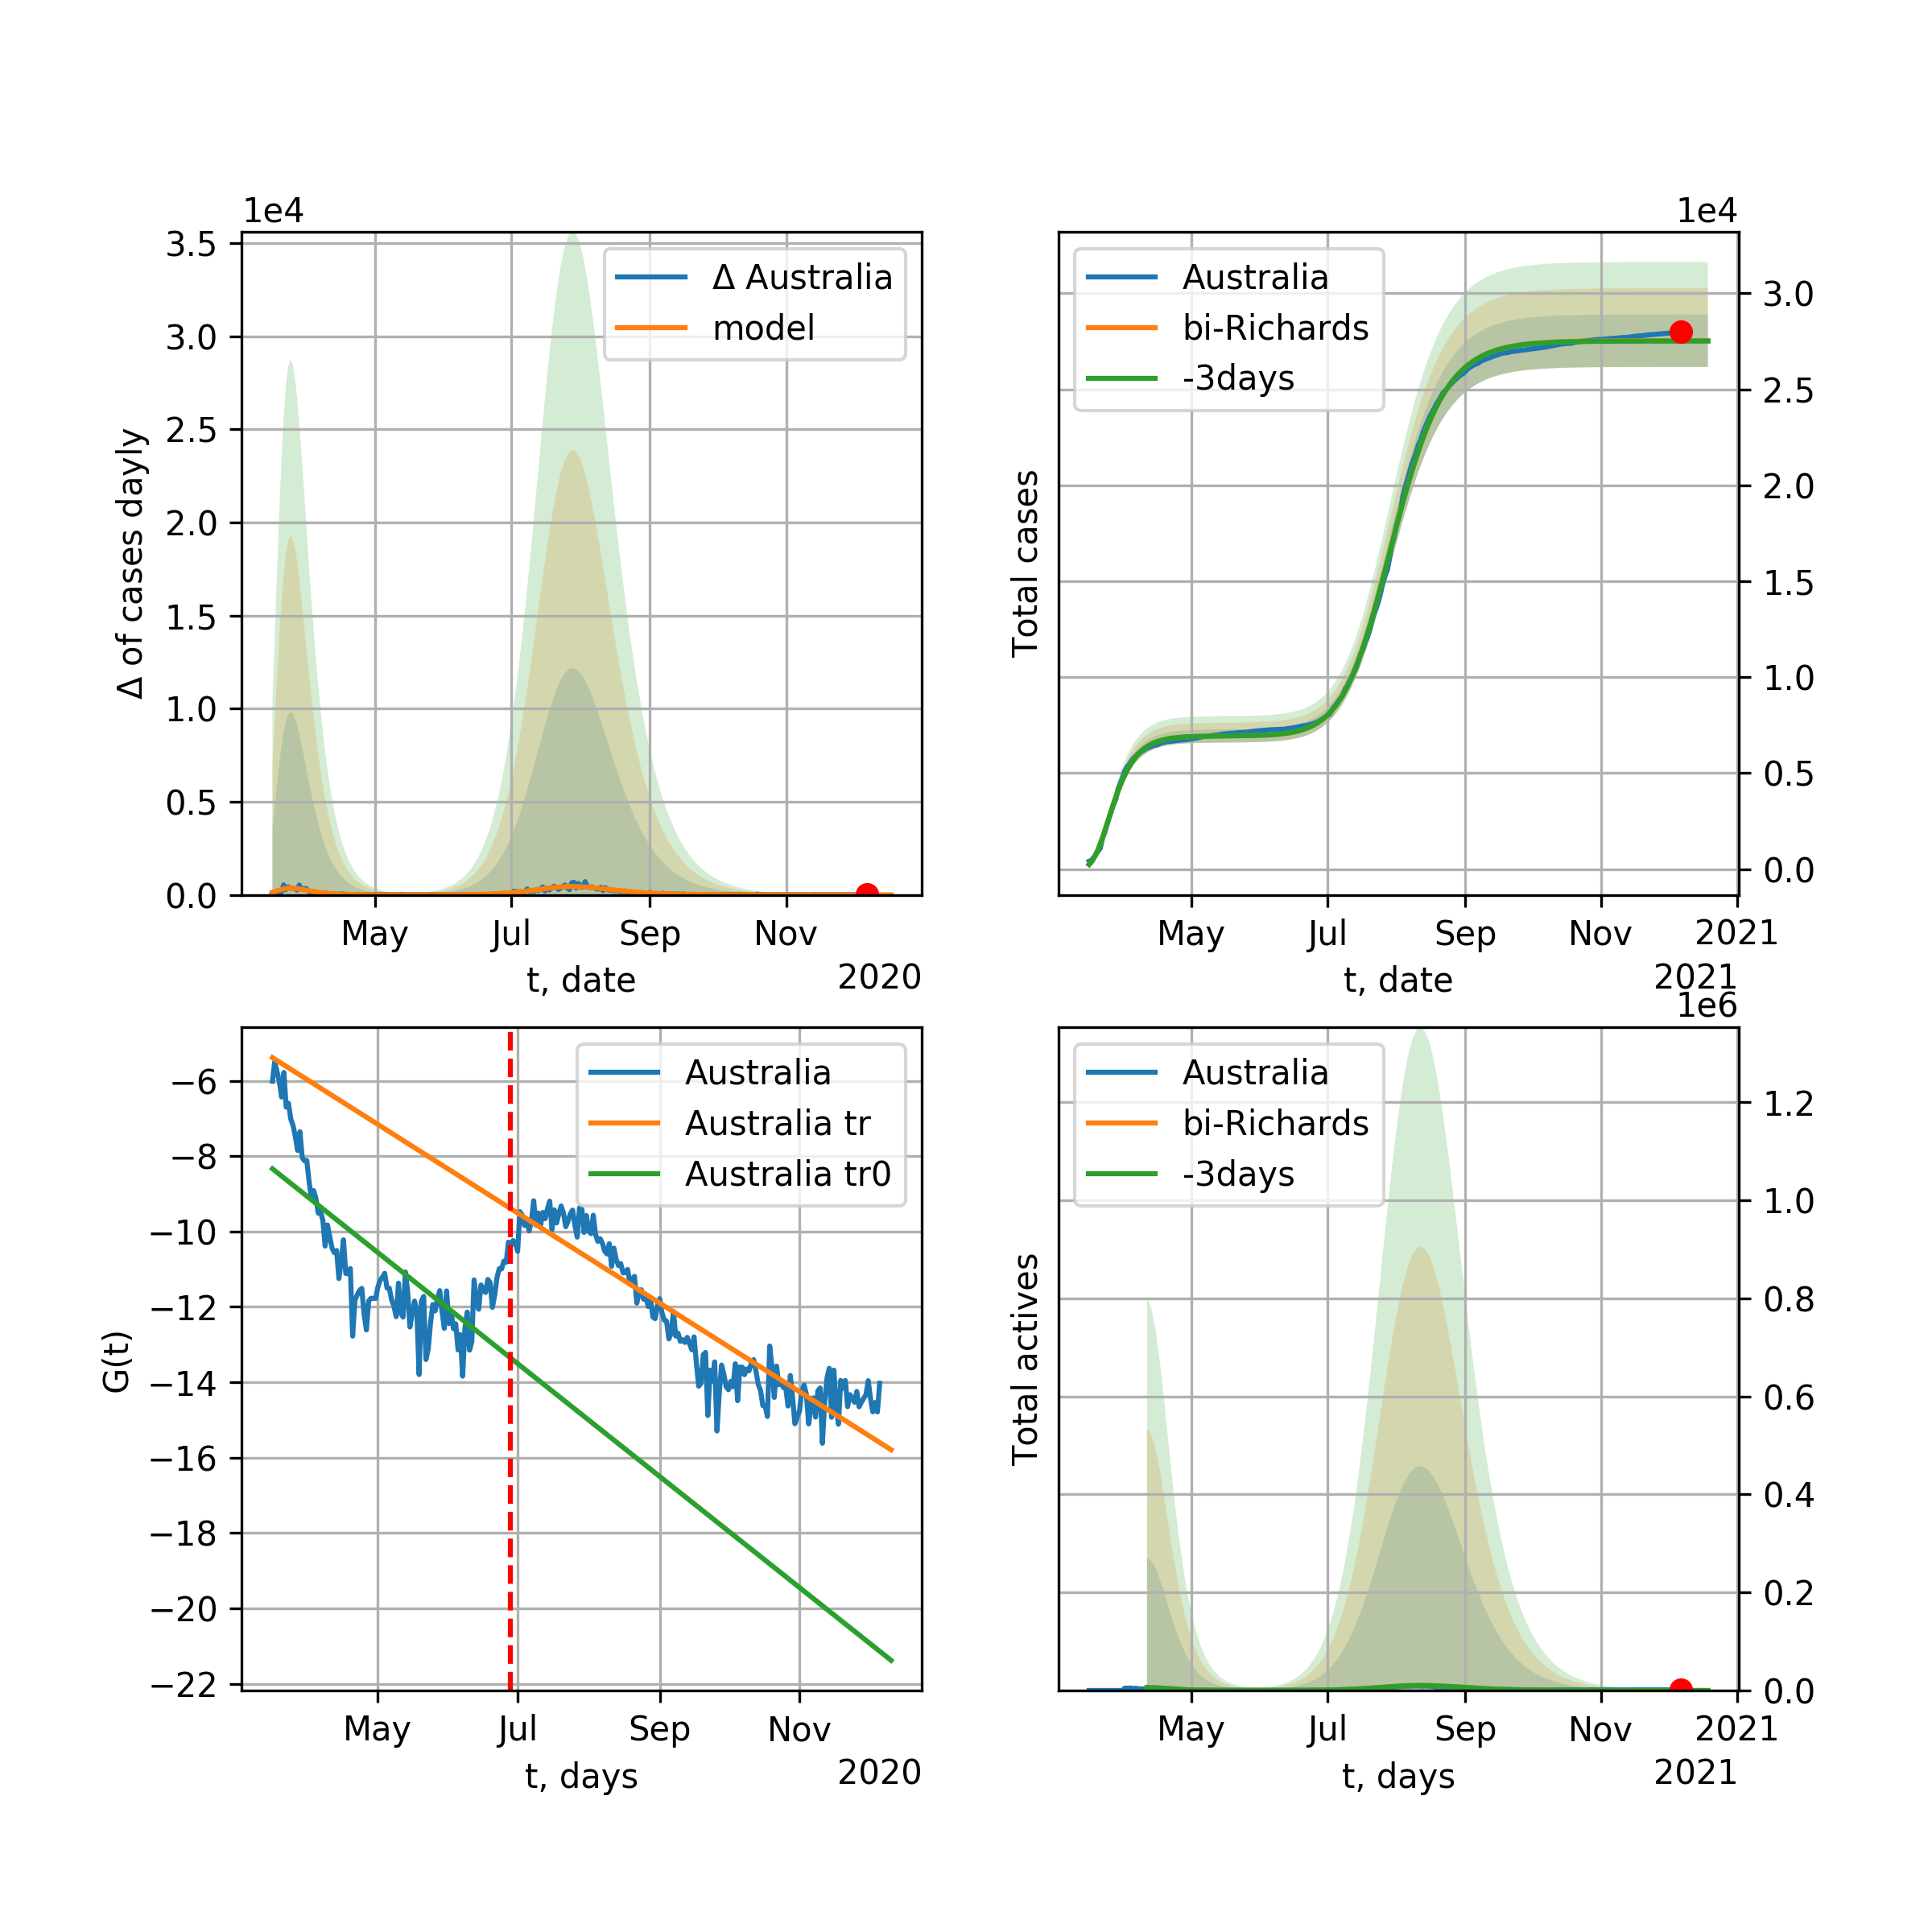 1e4
3.5
3.0
2.5
2.0
1.5
1.0
0.5
0.0
Δ of cases dayly
Δ Australia
model
May Jul Sep Nov
t, date
2020
1e4
Australia
bi-Richards
-3days
Total cases
3.0
2.5
2.0
1.5
1.0
0.5
0.0
May Jul Sep Nov 2021
t, date
2021
−6
−8
−10
−12
−14
−16
−18
−20
−22
G(t)
Australia
Australia tr
Australia tr0
May Jul Sep Nov
t, days
2020
1e6
Australia
bi-Richards
-3days
Total actives
1.2
1.0
0.8
0.6
0.4
0.2
0.0
May Jul Sep Nov 2021
t, days
2021